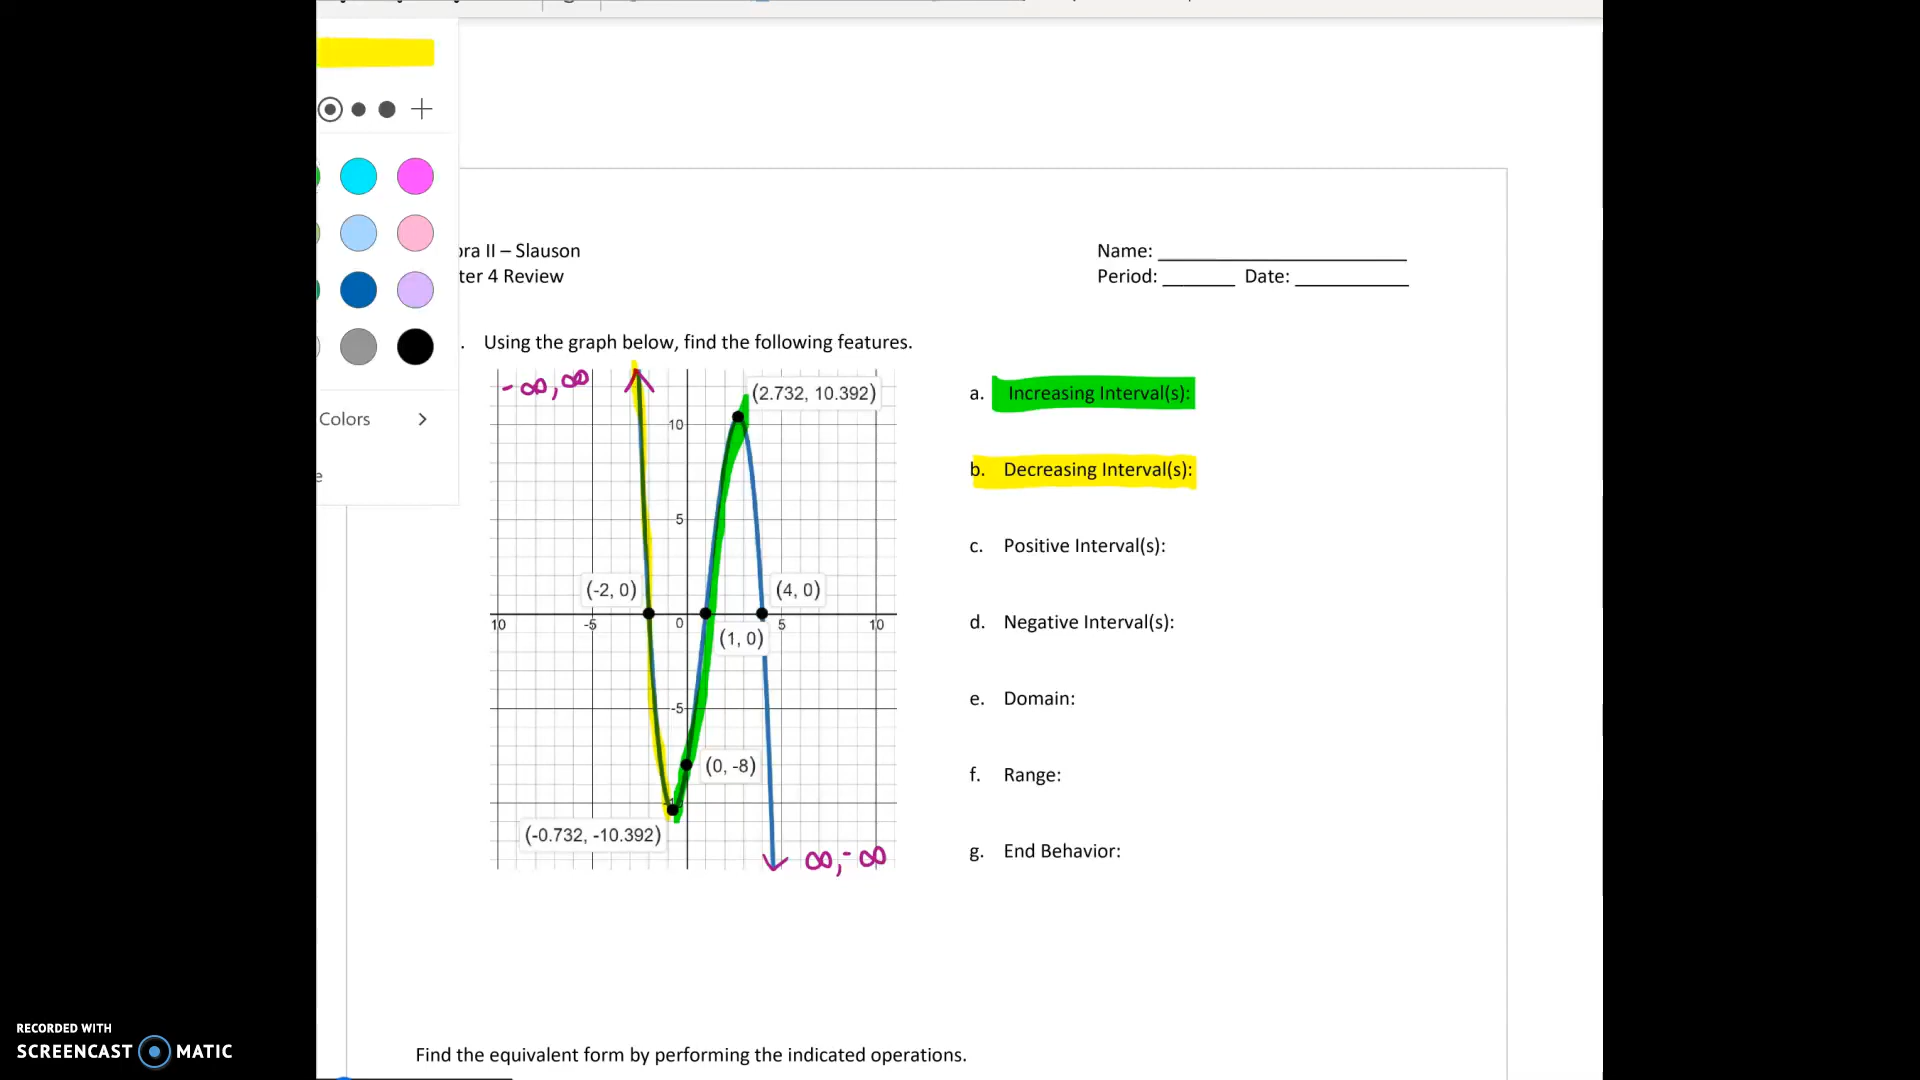 Colors
e
bra II – Slauson
ter 4 Review
Name: ____________________
Period: _______ Date: ___________
. Using the graph below, find the following features.
-∞, ∞
(2.732, 10.392)
10
5
(-2, 0)
(4, 0)
10
-5
0
5
10
(1, 0)
-5
(0, -8)
(-0.732, -10.392)
∞, -∞
a. Increasing Interval(s):
b. Decreasing Interval(s):
c. Positive Interval(s):
d. Negative Interval(s):
e. Domain:
f. Range:
g. End Behavior:
Find the equivalent form by performing the indicated operations.
RECORDED WITH
SCREENCAST MATIC